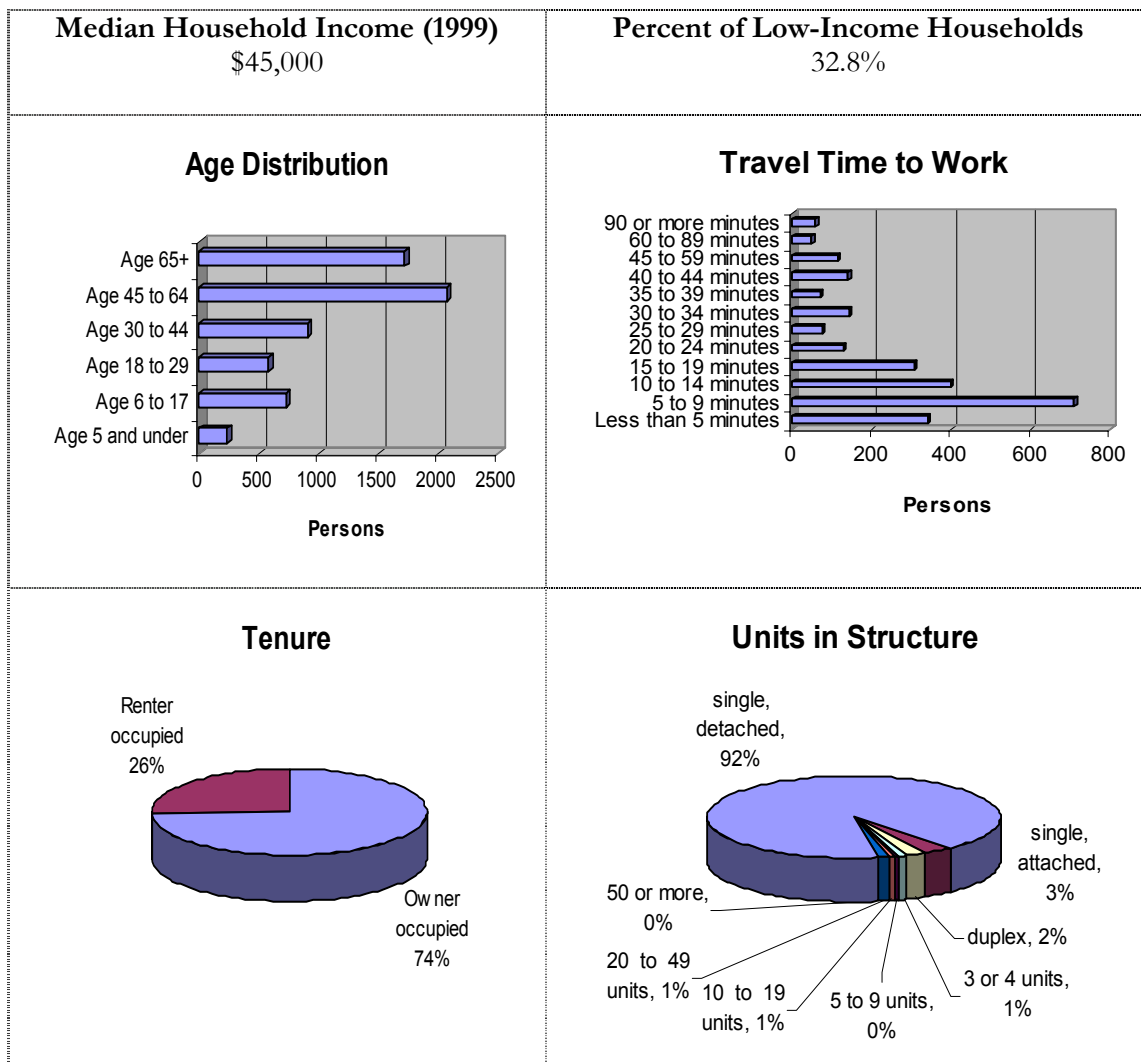 Median Household Income (1999)
$45,000
Percent of Low-Income Households
32.8%
Age Distribution
Age 65+
Age 45 to 64
Age 30 to 44
Age 18 to 29
Age 6 to 17
Age 5 and under
0 500 1000 1500 2000 2500
Persons
Travel Time to Work
90 or more minutes
60 to 89 minutes
45 to 59 minutes
40 to 44 minutes
35 to 39 minutes
30 to 34 minutes
25 to 29 minutes
20 to 24 minutes
15 to 19 minutes
10 to 14 minutes
5 to 9 minutes
Less than 5 minutes
0 200 400 600 800
Persons
Tenure
Renter
occupied
26%
Owner
occupied
74%
Units in Structure
single,
detached,
92%
single,
attached,
3%
duplex, 2%
3 or 4 units,
1%
5 to 9 units,
0%
10 to 19
units, 1%
20 to 49
units, 1%
50 or more,
0%